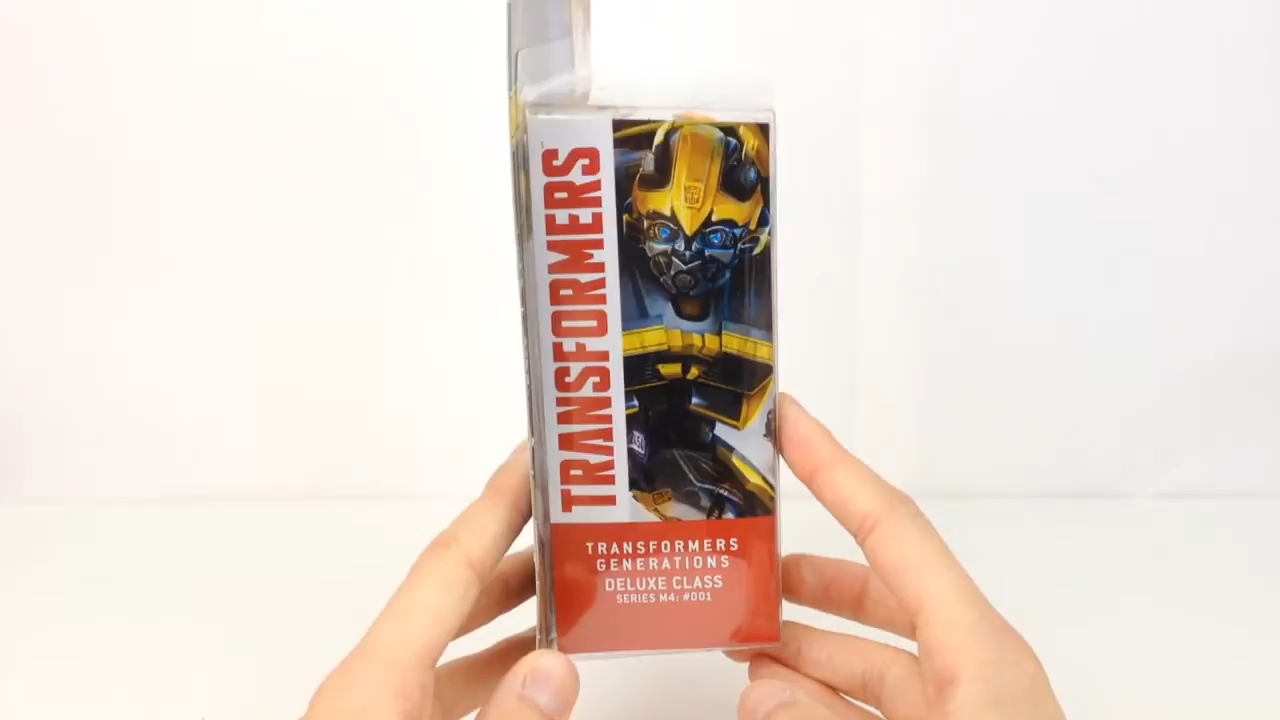 TRANSFORMERS
TRANSFORMERS
GENERATIONS
DELUXE CLASS
SERIES M4: #001